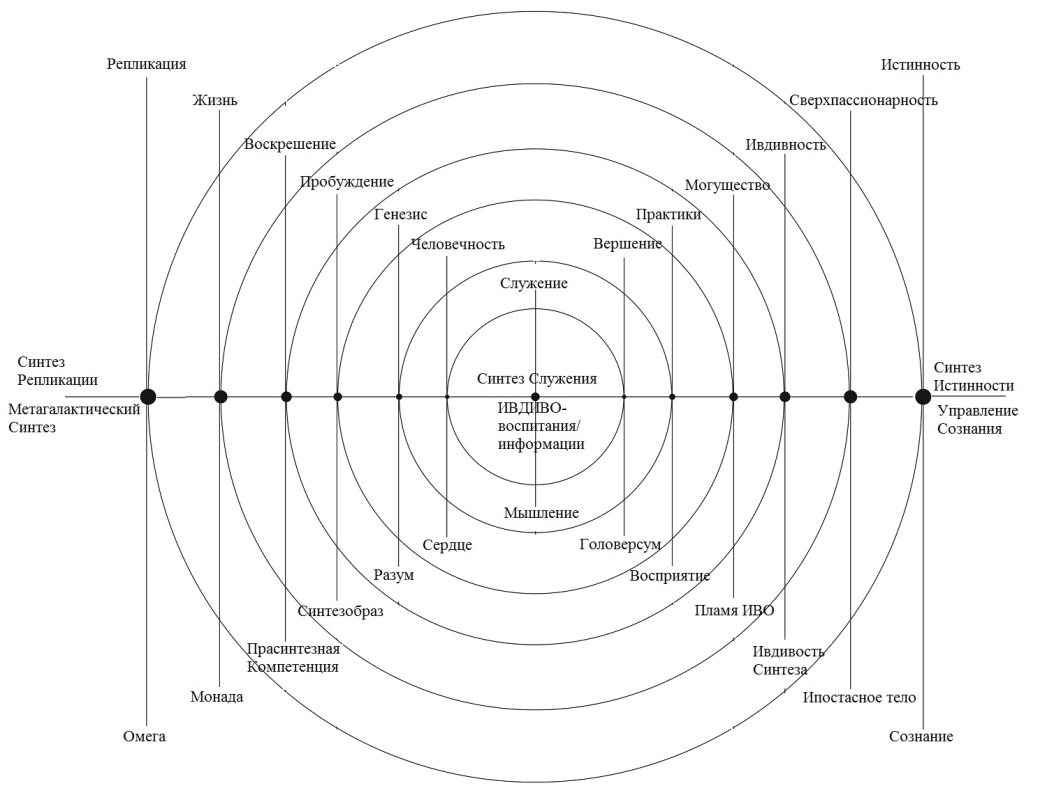 Репликация
Истинность
Жизнь
Сверхпассионарность
Воскрешение
Ивдивность
Пробуждение
Могущество
Генезис
Практики
Человечность
Вершение
Служение
Синтез
Репликации
Синтез Служения
Синтез
Истинности
Метагалактический
Синтез
ИВДИВО-
воспитания/
информации
Управление
Сознания
Мышление
Сердце
Головерсум
Разум
Восприятие
Синтезобраз
Пламя ИВО
Прасинтезная
Компетенция
Ивдивость
Синтеза
Монада
Ипостасное тело
Омега
Сознание